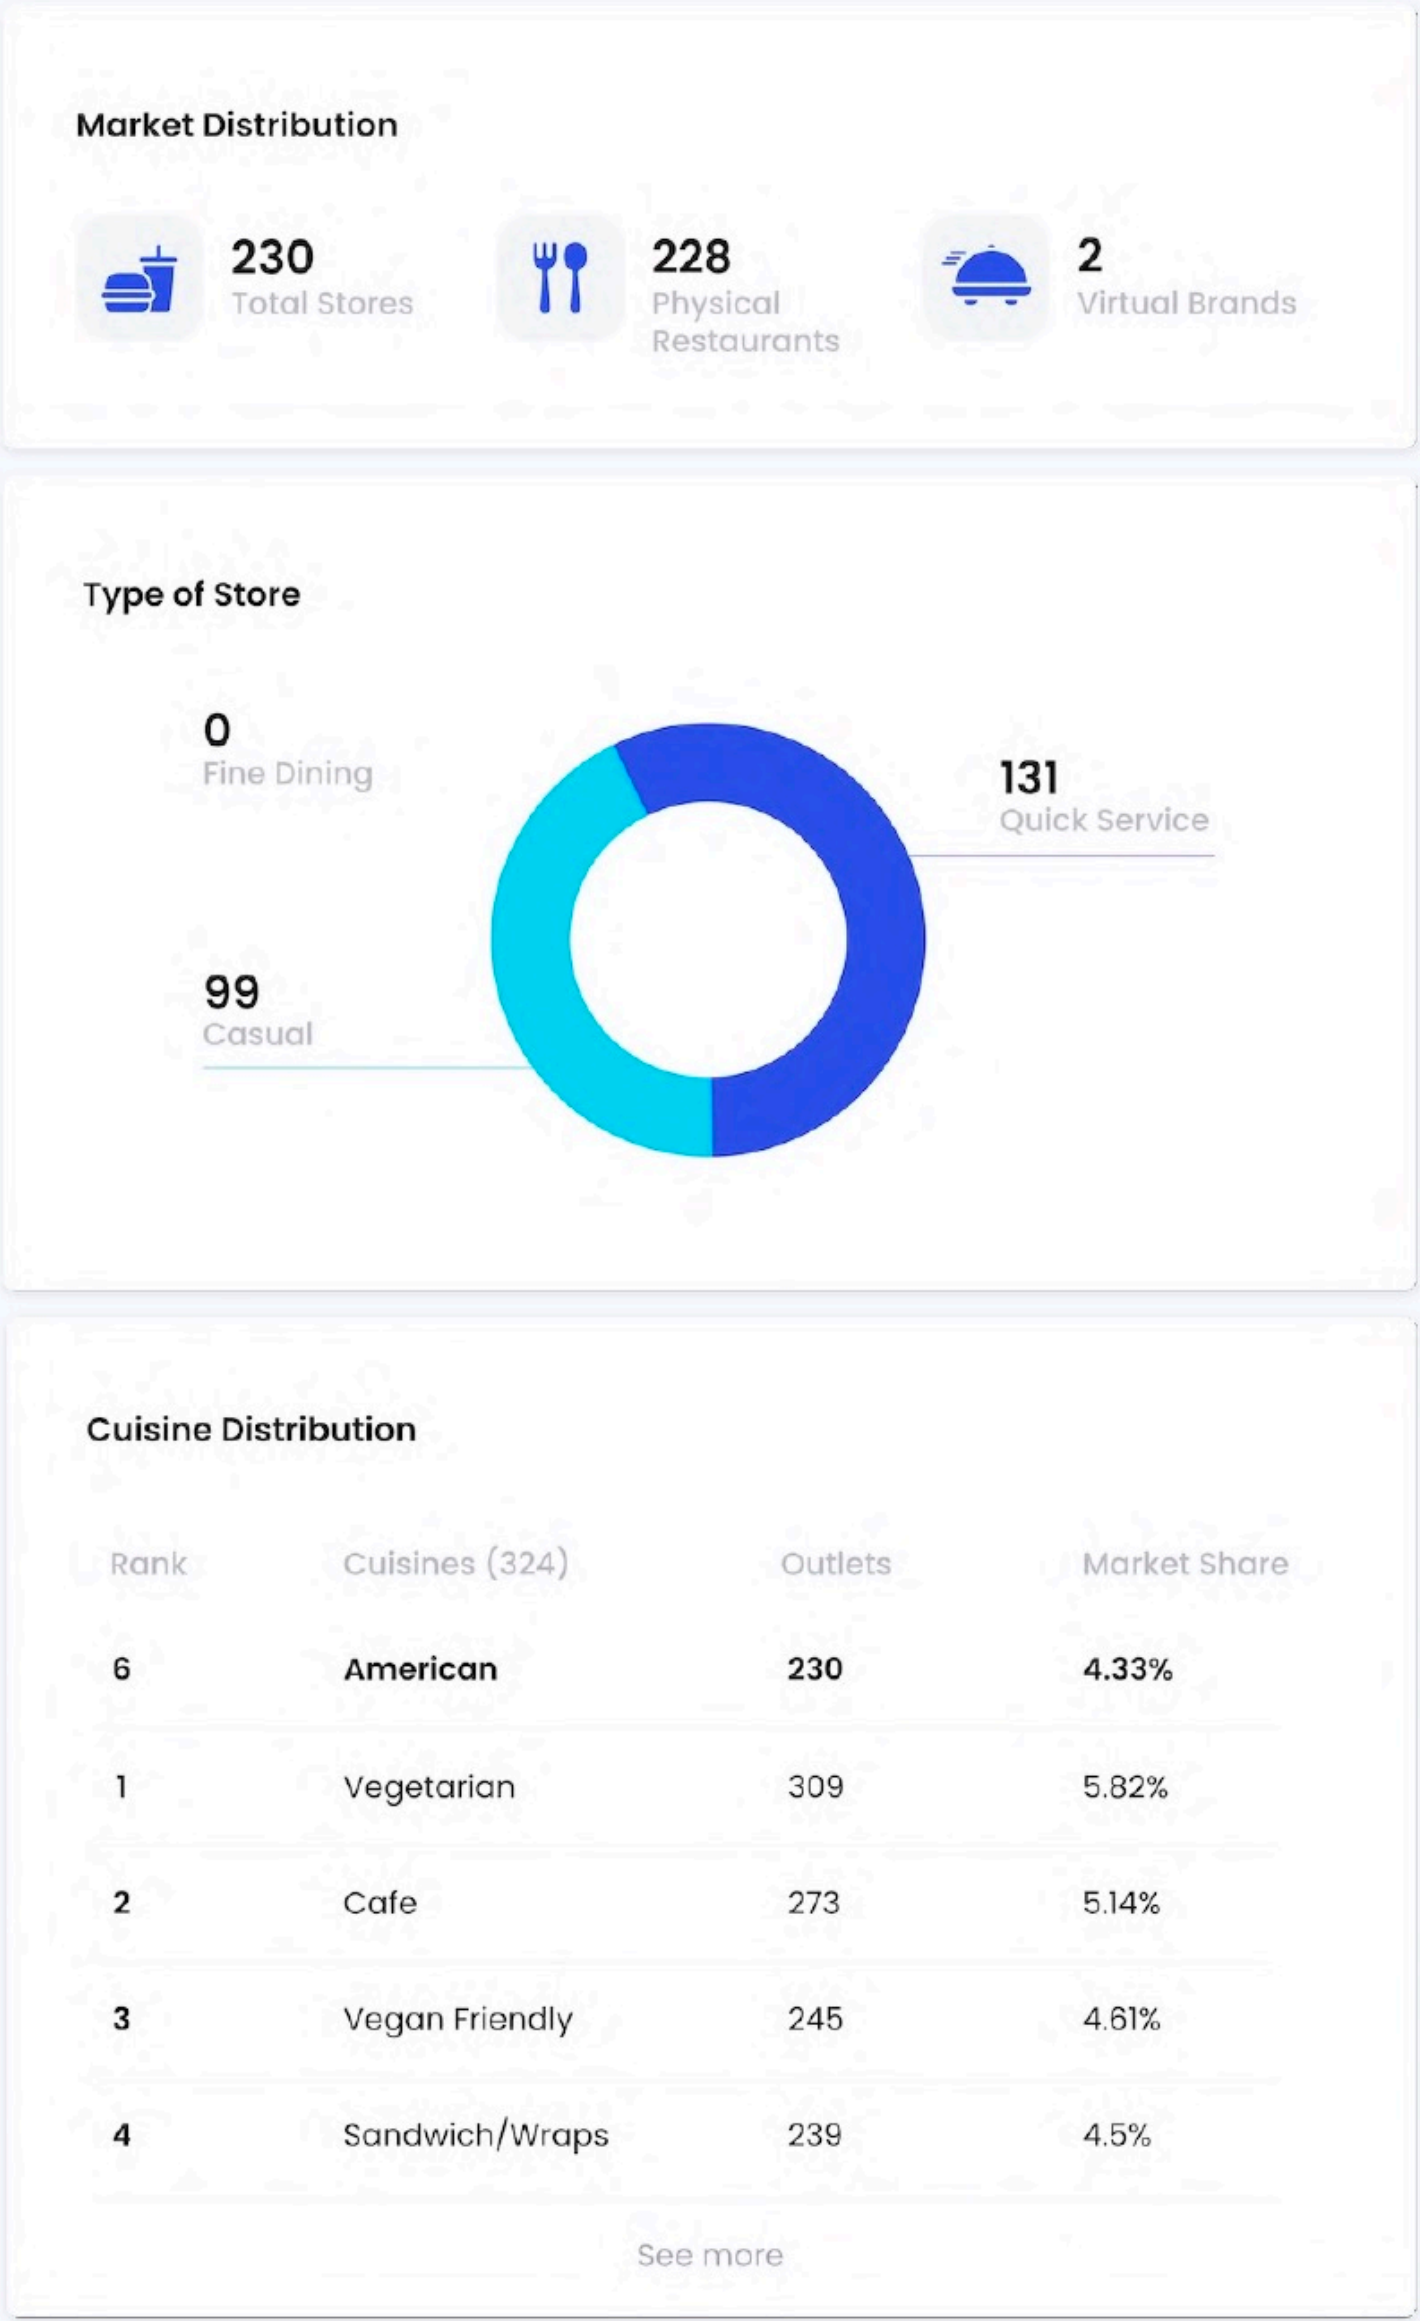 Market Distribution
230
Total Stores
228
Physical
Restaurants
2
Virtual Brands
Type of Store
0
Fine Dining
131
Quick Service
99
Casual
Cuisine Distribution
Rank Cuisines (324) Outlets Market Share
6 American 230 4.33%
1 Vegetarian 309 5.82%
2 Cafe 273 5.14%
3 Vegan Friendly 245 4.61%
4 Sandwich/Wraps 239 4.5%
See more